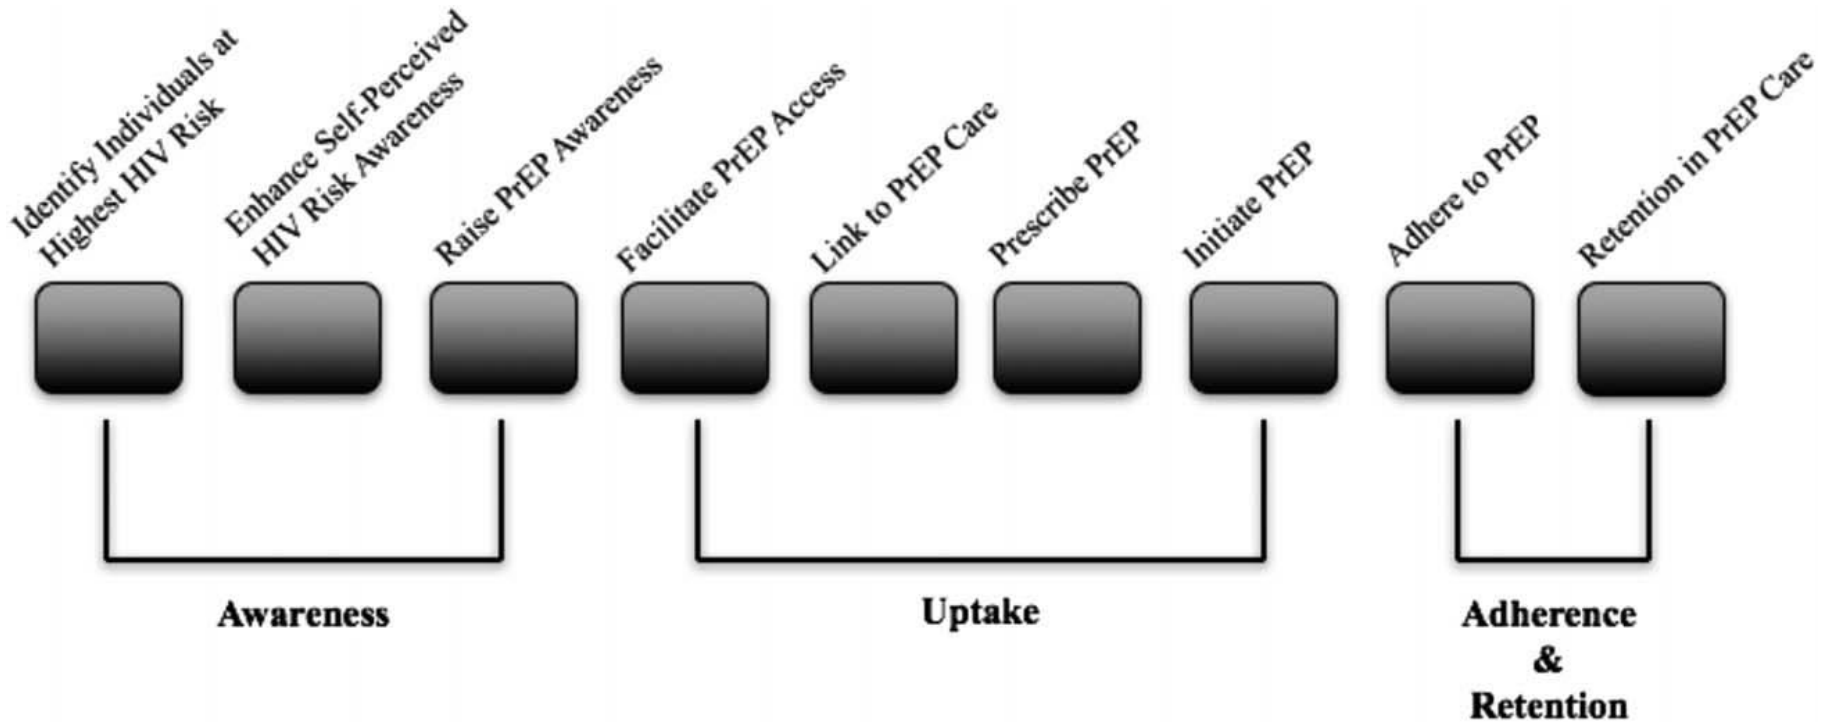 Identify Individuals at
Highest HIV Risk
Enhance Self-Perceived
HIV Risk Awareness
Raise PrEP Awareness
Facilitate PrEP Access
Link to PrEP Care
Prescribe PrEP
Initiate PrEP
Adhere to PrEP
Retention in PrEP Care
Awareness
Uptake
Adherence
&
Retention